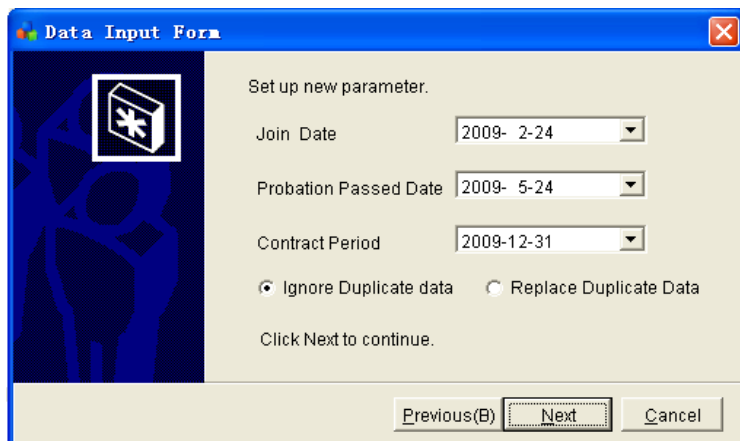 Data Input Form
Set up new parameter.
Join Date 2009- 2-24
Probation Passed Date 2009- 5-24
Contract Period 2009-12-31
Ignore Duplicate data Replace Duplicate Data
Click Next to continue.
Previous(B) Next Cancel